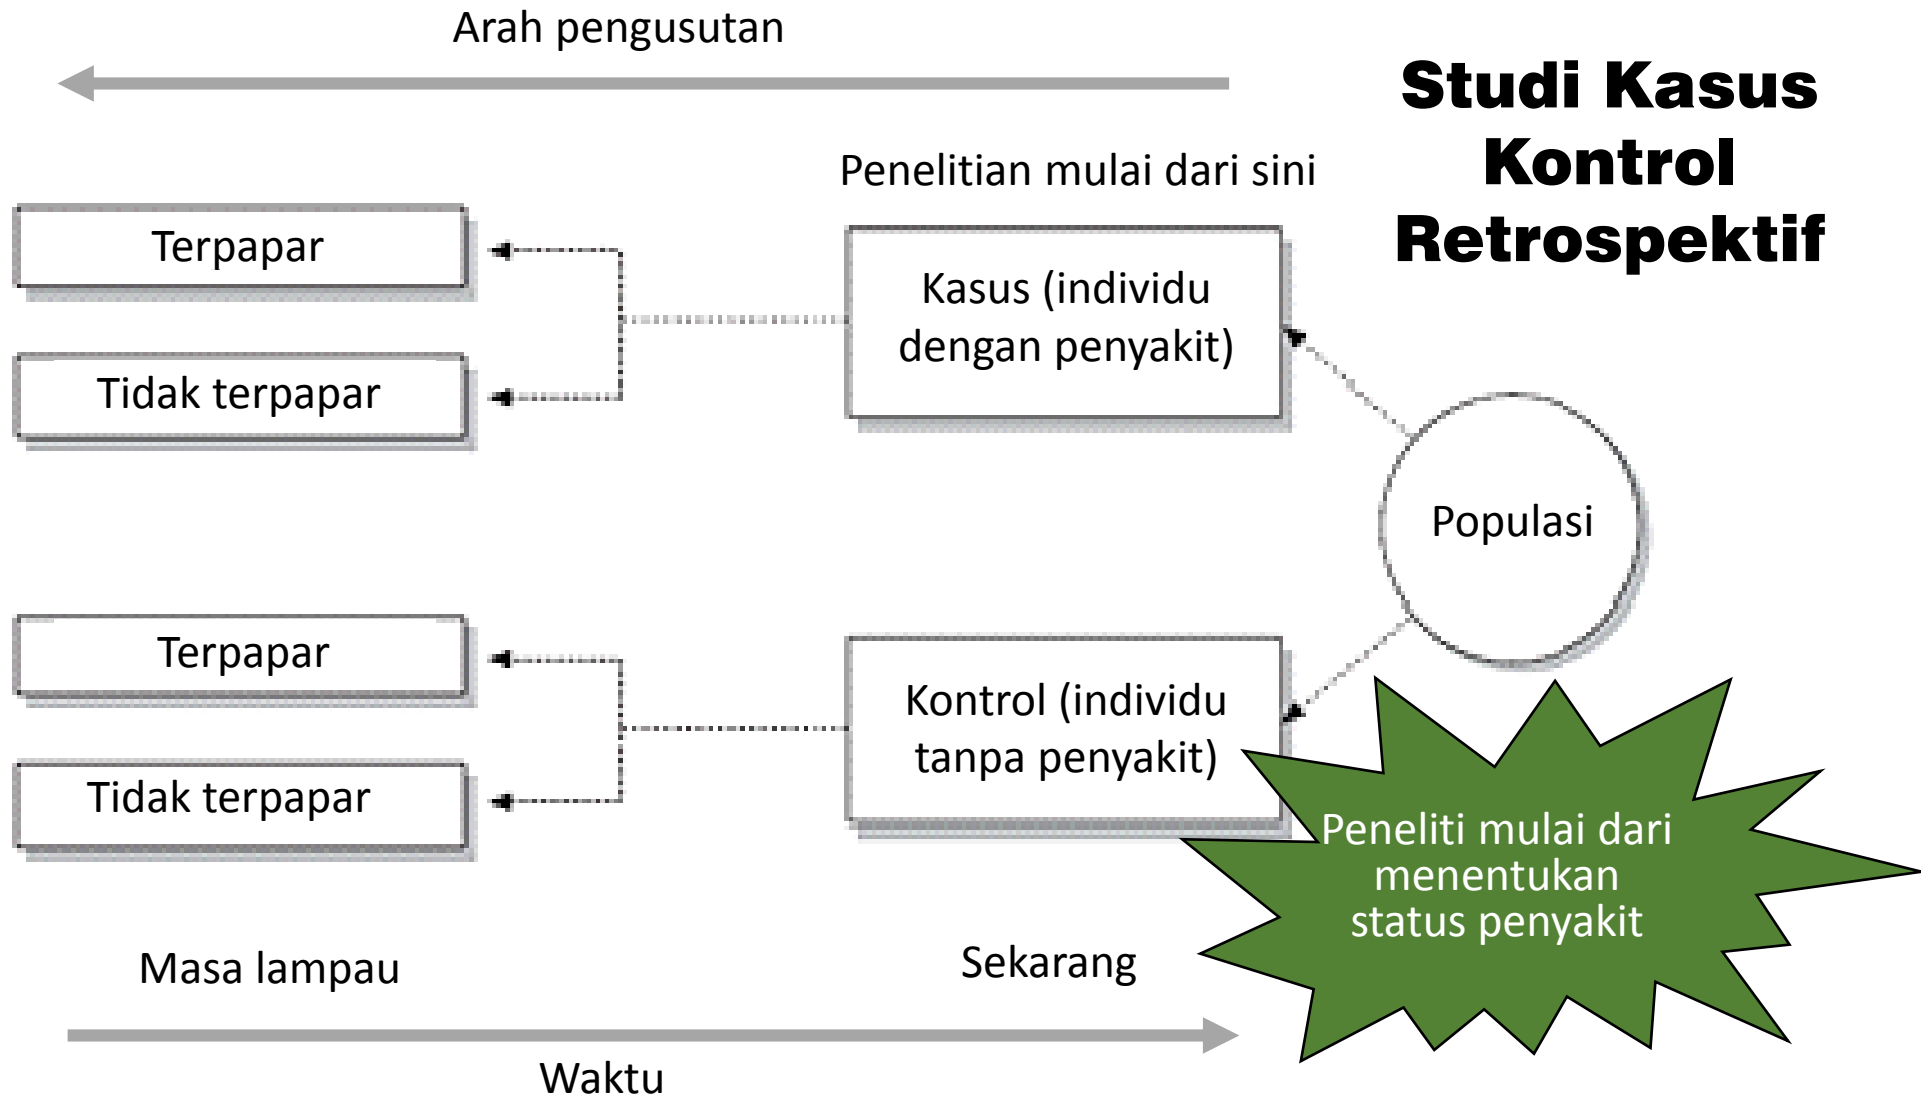 Arah pengusutan
Studi Kasus
Kontrol
Retrospektif
Penelitian mulai dari sini
Terpapar
Tidak terpapar
Kasus (individu
dengan penyakit)
Populasi
Terpapar
Tidak terpapar
Kontrol (individu
tanpa penyakit)
Peneliti mulai dari
menentukan
status penyakit
Masa lampau
Sekarang
Waktu